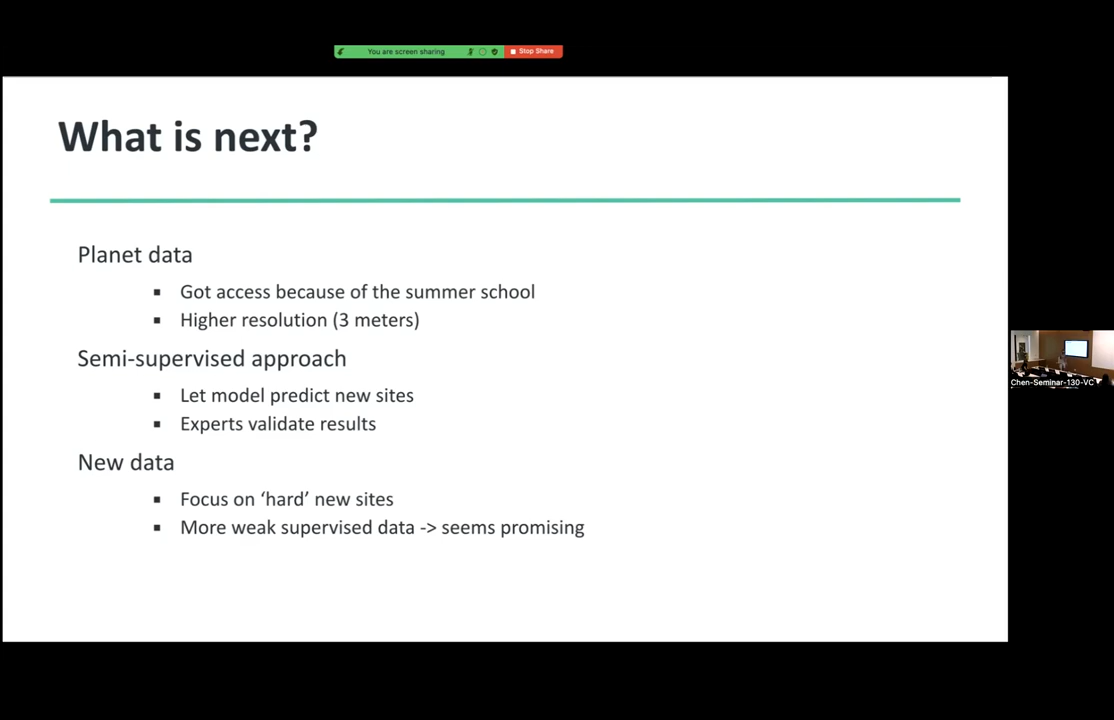 You are screen sharing
Stop Share
What is next?
Planet data
▪ Got access because of the summer school
▪ Higher resolution (3 meters)
Semi-supervised approach
▪ Let model predict new sites
▪ Experts validate results
New data
▪ Focus on ‘hard’ new sites
▪ More weak supervised data -> seems promising
Chen-Seminar-130-VC